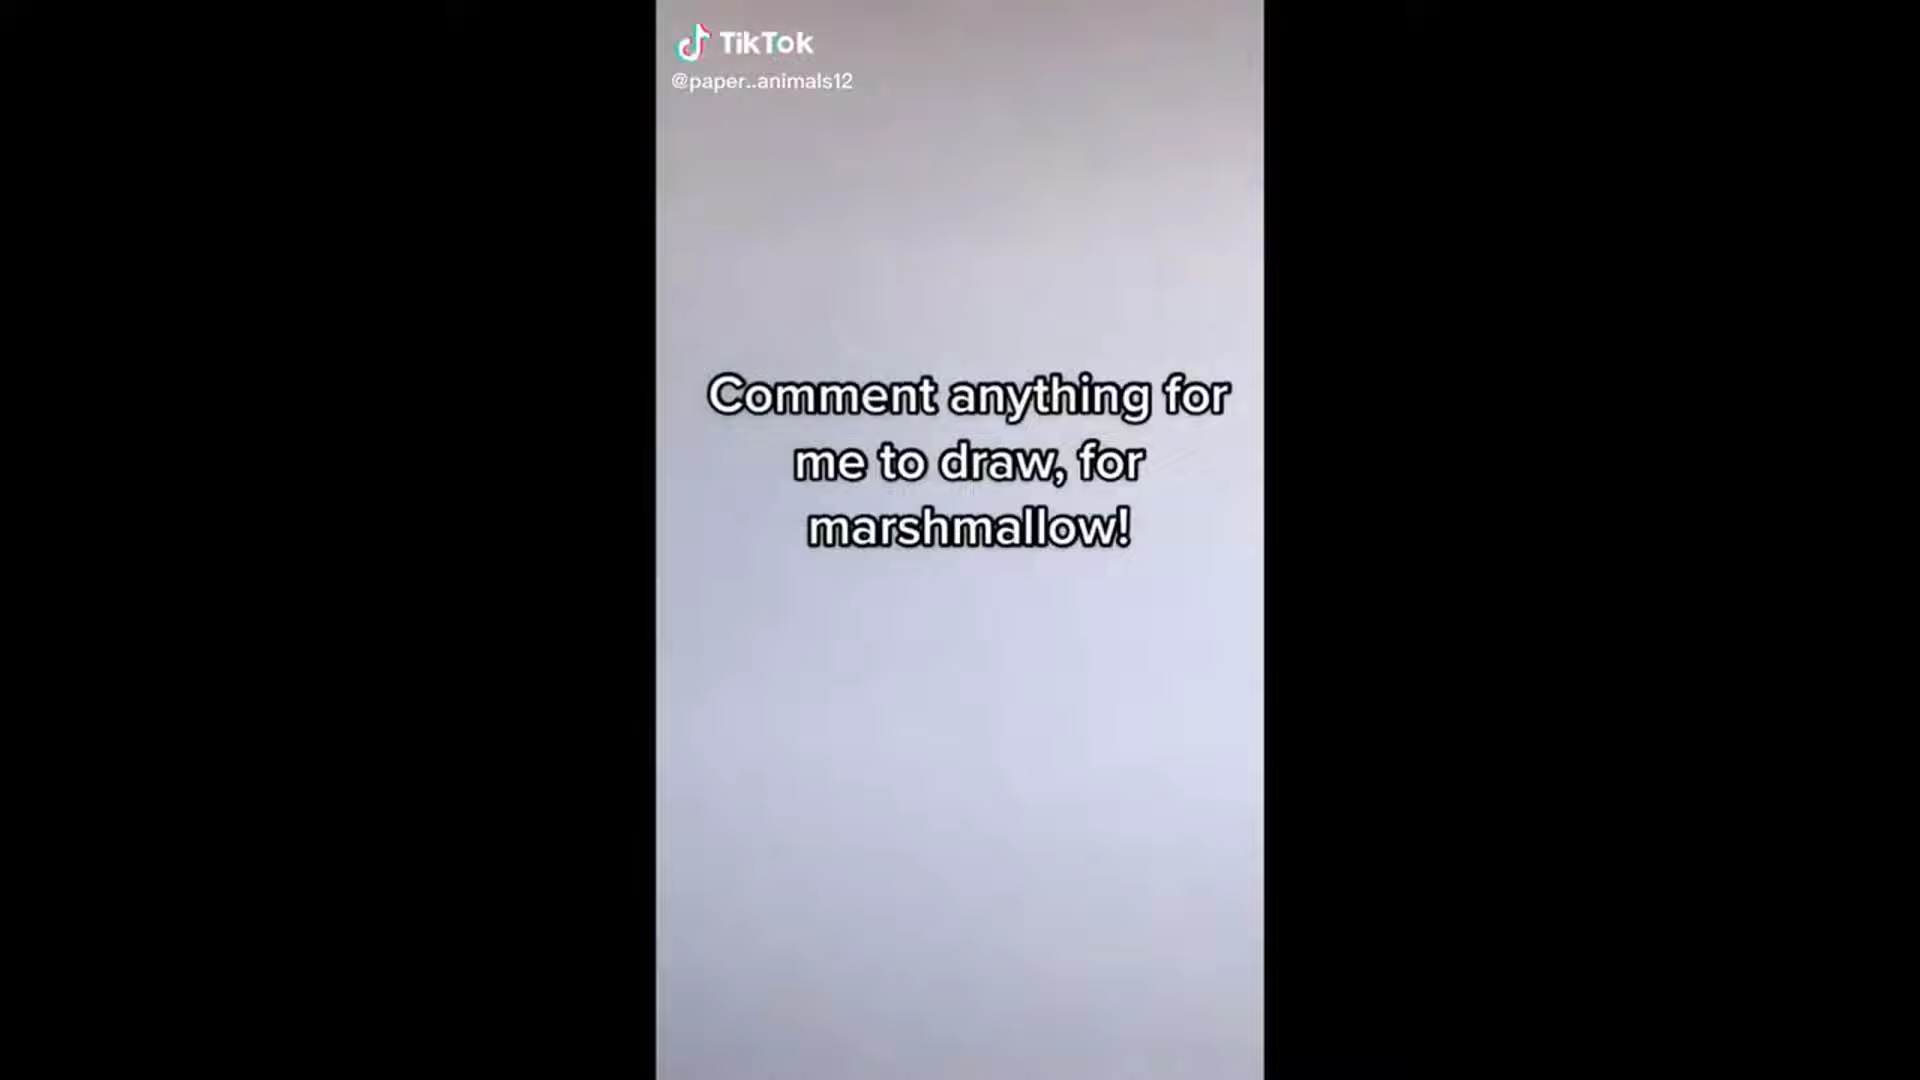 TikTok
@paper..animals12
Comment anything for
me to draw, for
marshmallow!